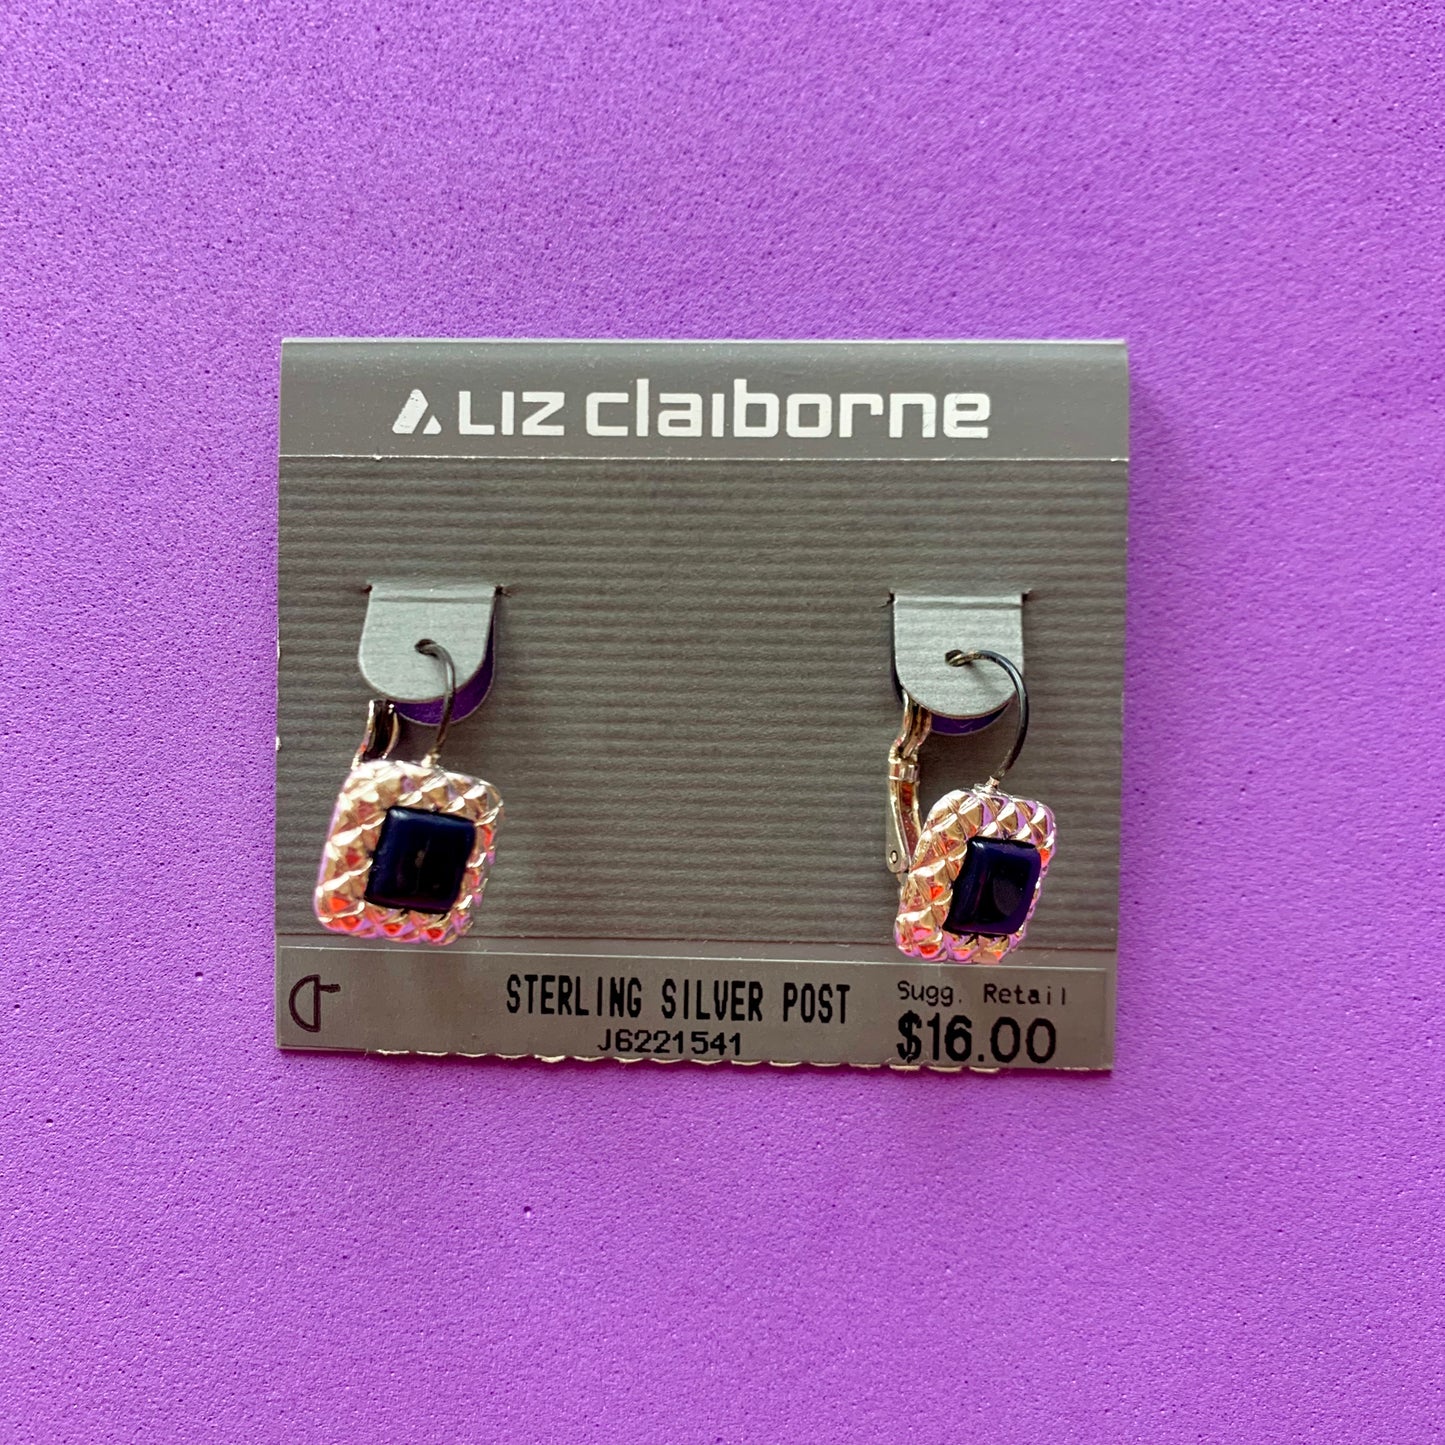 LIZ claiborne
STERLING SILVER POST
J6221541
Sugg. Retail
$16.00